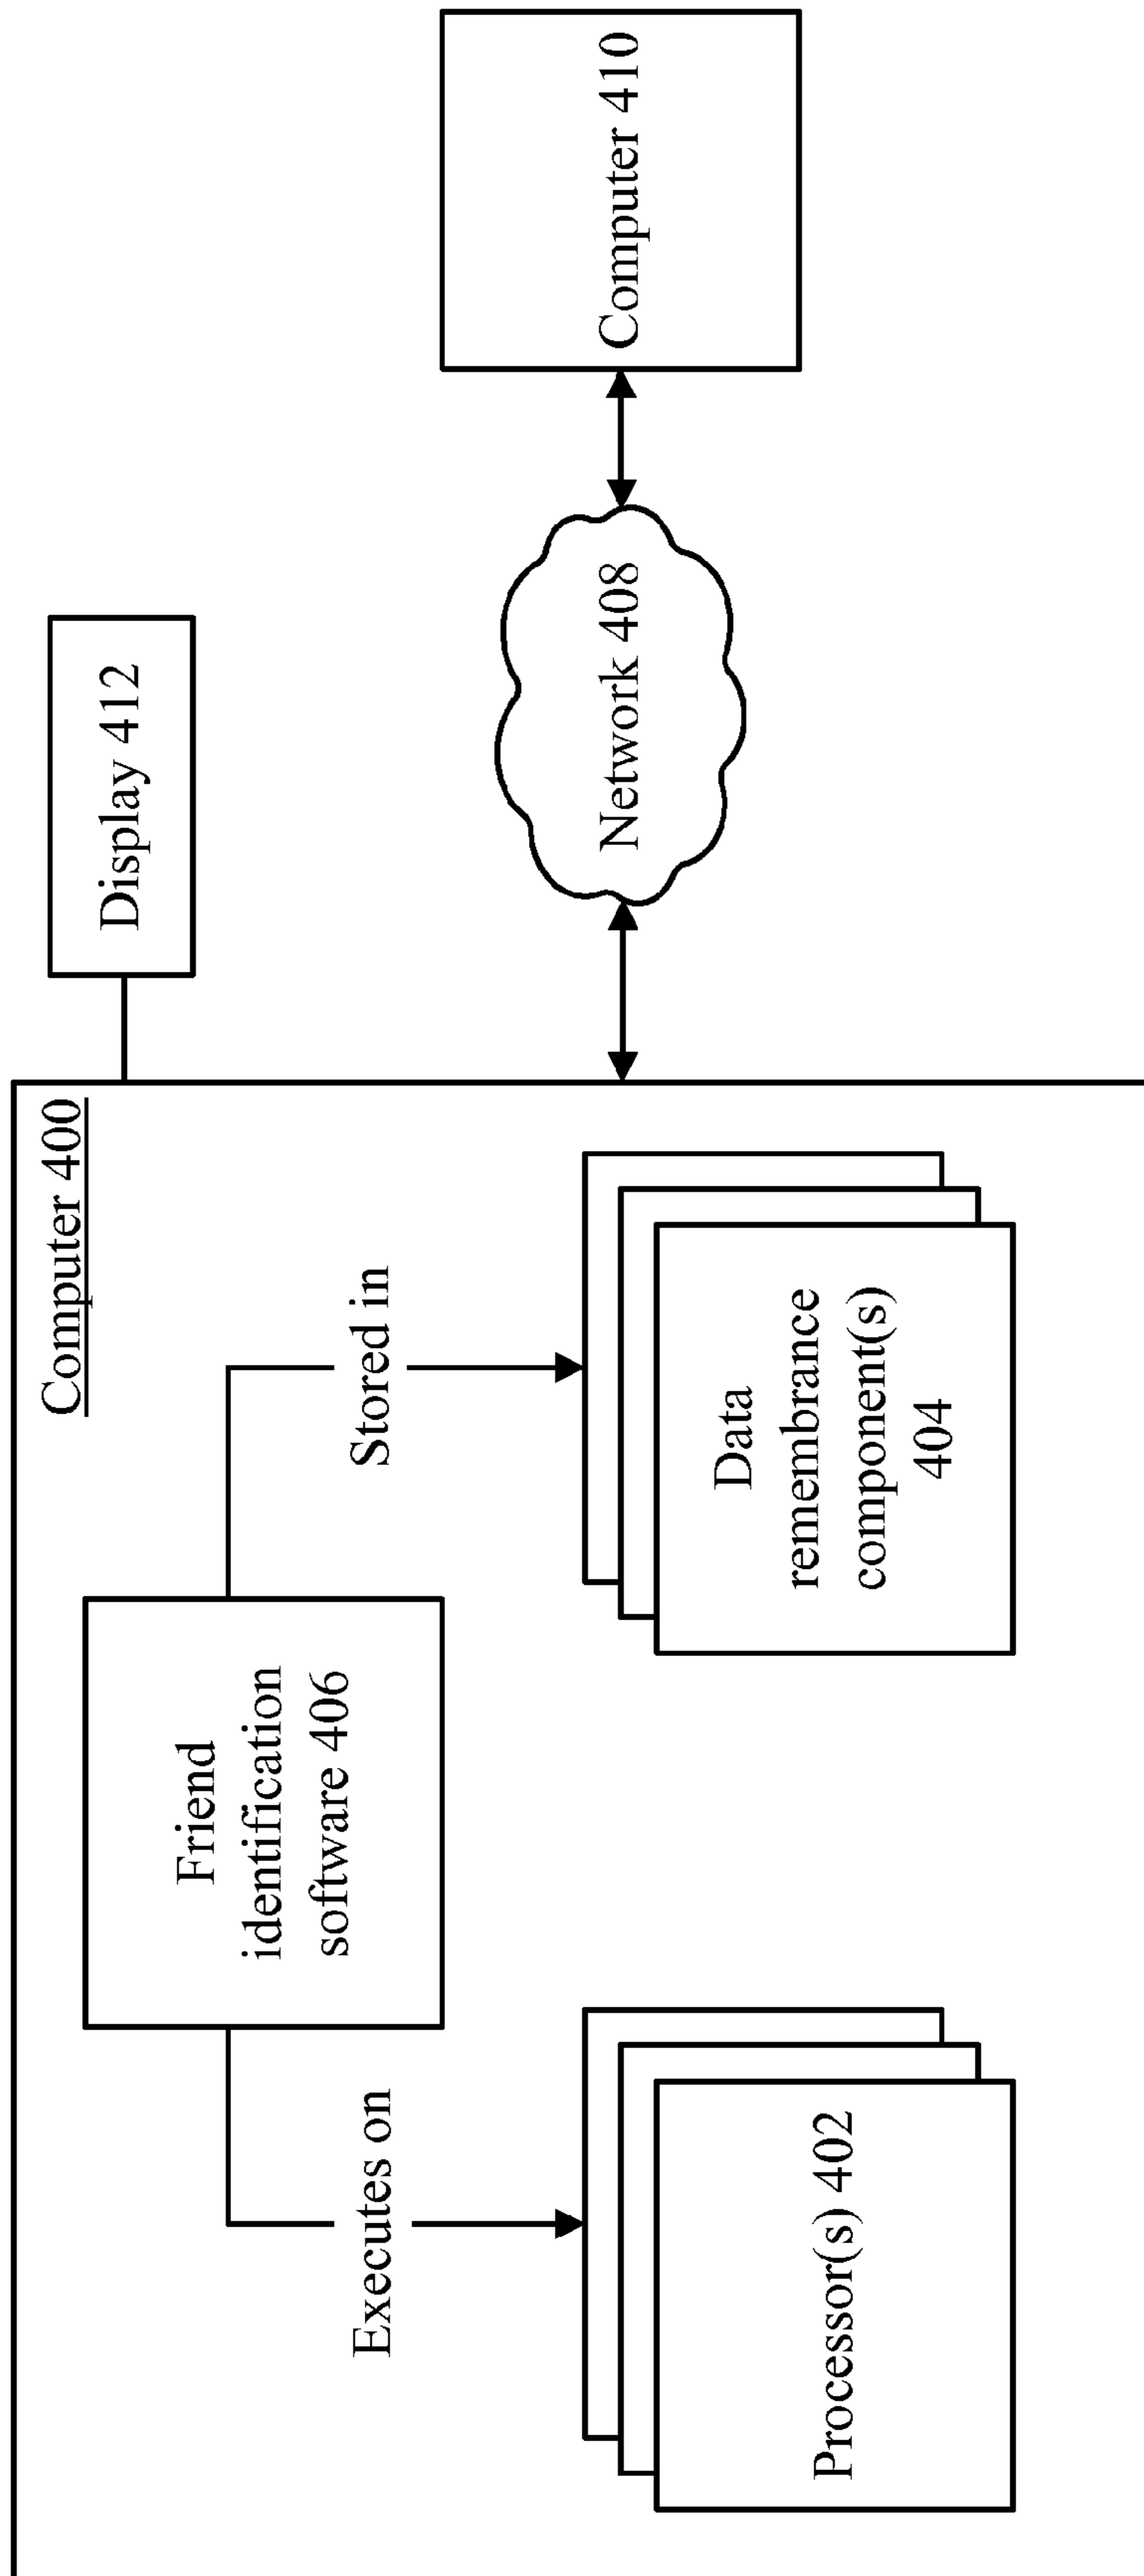 Computer 400
Friend
identification
software 406
Executes on
Stored in
Processor(s) 402
Data
remembrance
component(s)
404
Display 412
Network 408
Computer 410